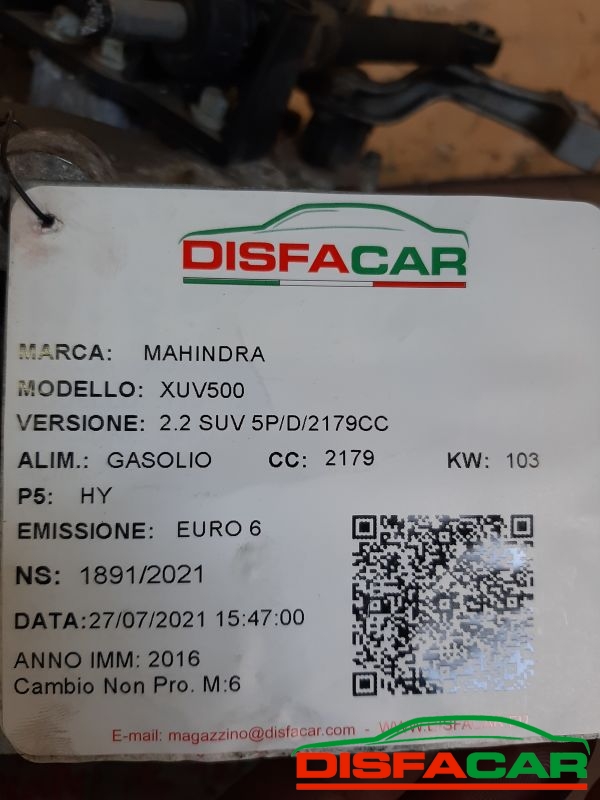 DISFACAR
MARCA: MAHINDRA
MODELLO: XUV500
VERSIONE: 2.2 SUV 5P/D/2179CC
ALIM.: GASOLIO CC: 2179 KW: 103
P5: HY
EMISSIONE: EURO 6
NS: 1891/2021
DATA:27/07/2021 15:47:00
ANNO IMM: 2016
Cambio Non Pro. M:6
E-mail: magazzino@disfacar.com -
DISFACAR